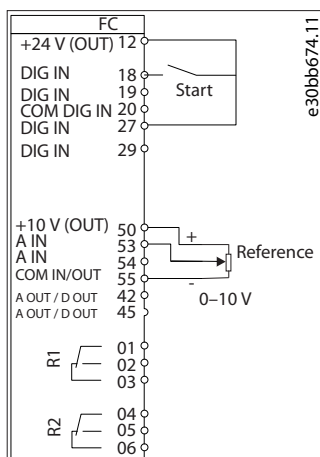 FC
+24 V (OUT) 12
DIG IN 18
DIG IN 19
COM DIG IN 20
DIG IN 27
DIG IN 29
Start
e30bb674.11
+10 V (OUT) 50
A IN 53
A IN 54
COM IN/OUT 55
A OUT / D OUT 42
A OUT / D OUT 45
+
Reference
-
0–10 V
R1
01
02
03
R2
04
05
06